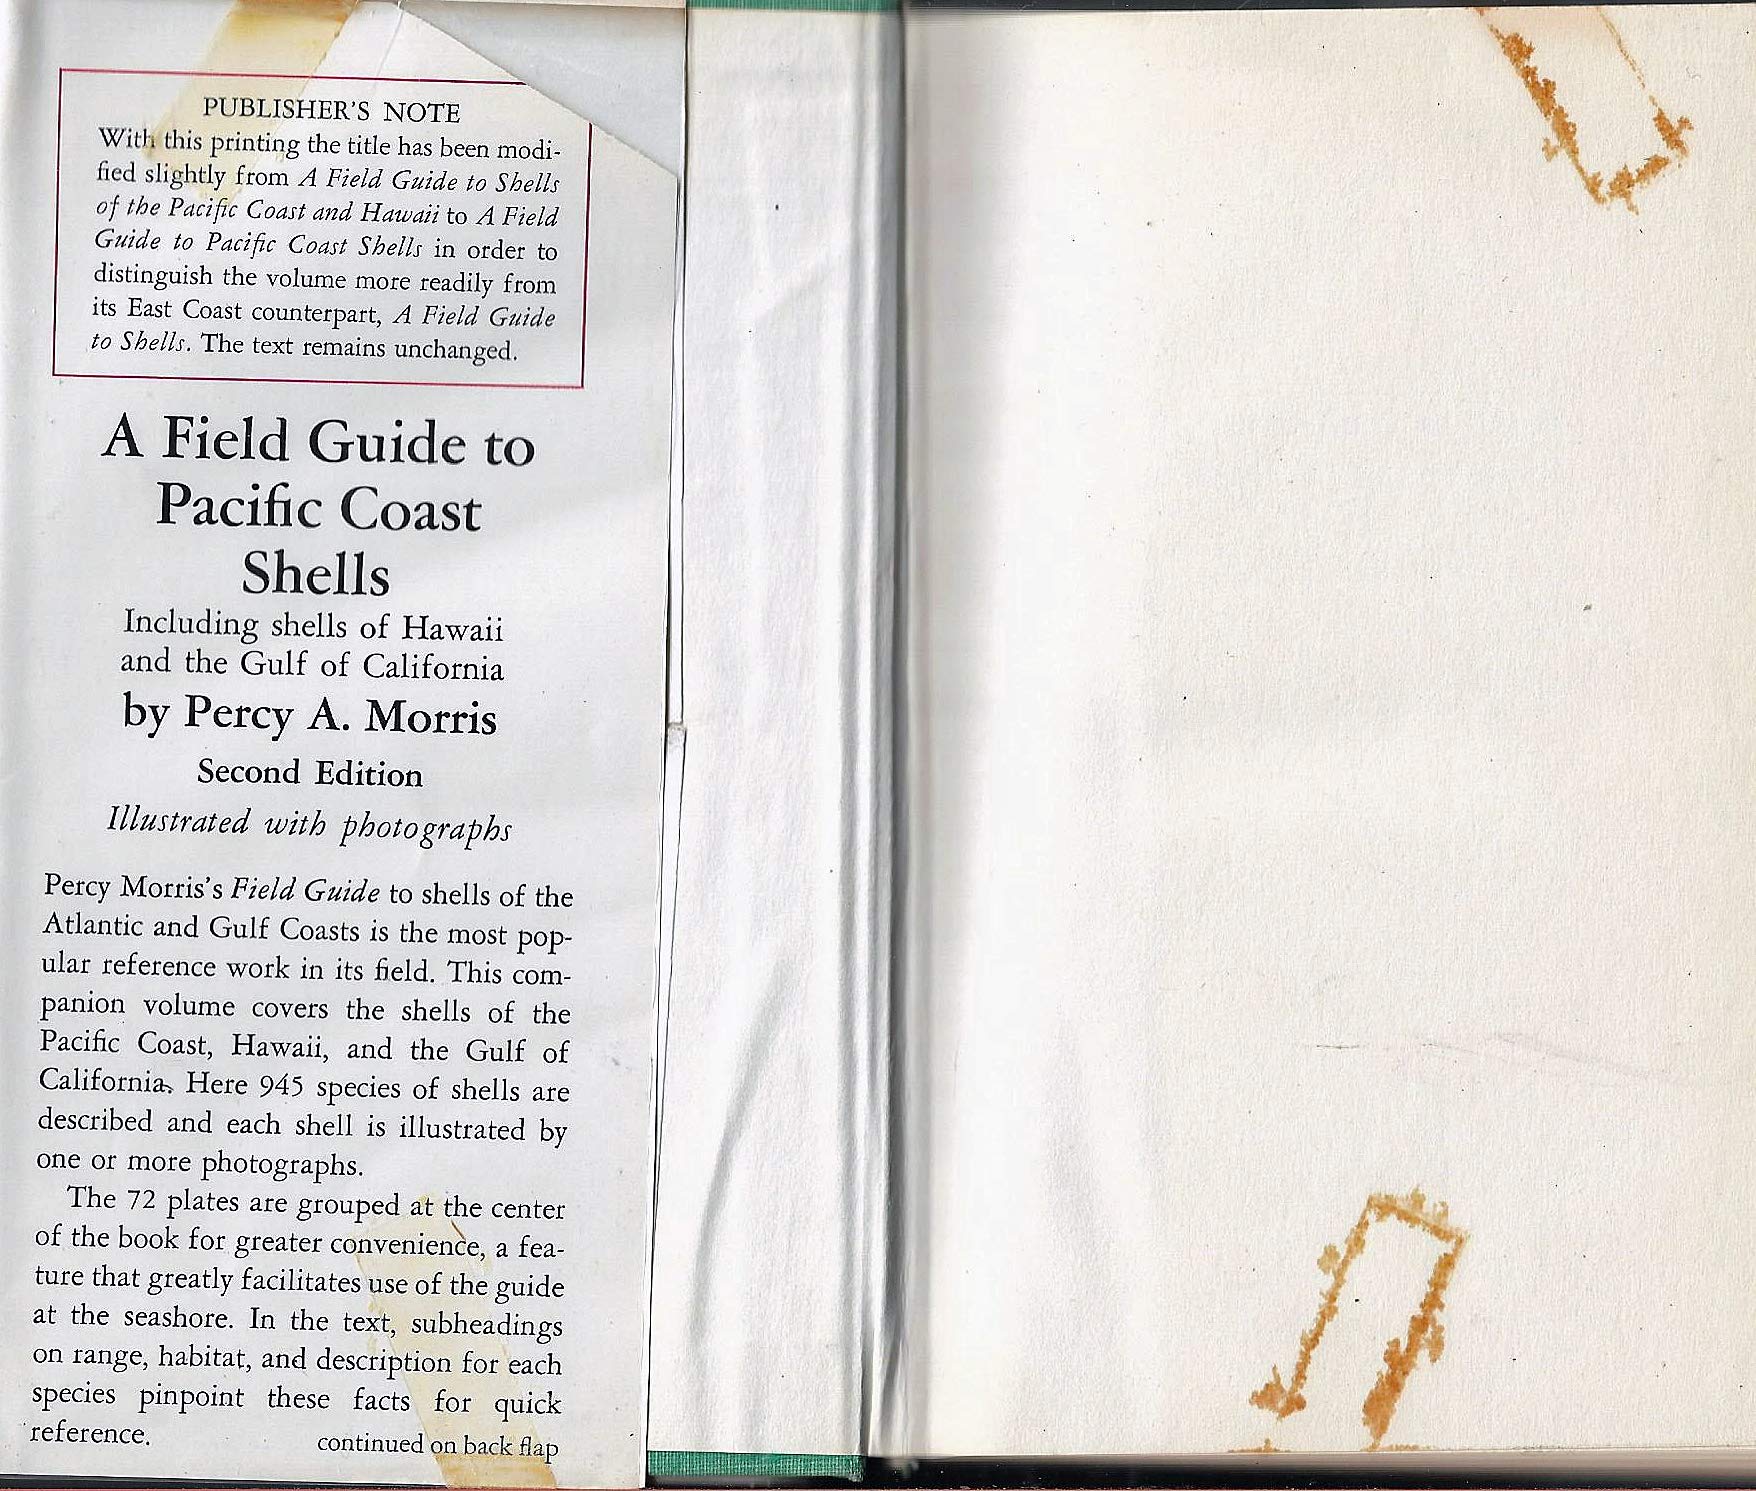 PUBLISHER'S NOTE
With this printing the title has been modi-
fied slightly from A Field Guide to Shells
of the Pacific Coast and Hawaii to A Field
Guide to Pacific Coast Shells in order to
distinguish the volume more readily from
its East Coast counterpart, A Field Guide
to Shells. The text remains unchanged.
A Field Guide to
Pacific Coast
Shells
Including shells of Hawaii
and the Gulf of California
by Percy A. Morris
Second Edition
Illustrated with photographs
Percy Morris's Field Guide to shells of the
Atlantic and Gulf Coasts is the most pop-
ular reference work in its field. This com-
panion volume covers the shells of the
Pacific Coast, Hawaii, and the Gulf of
California. Here 945 species of shells are
described and each shell is illustrated by
one or more photographs.
The 72 plates are grouped at the center
of the book for greater convenience, a fea-
ture that greatly facilitates use of the guide
at the seashore. In the text, subheadings
on range, habitat, and description for each
species pinpoint these facts for quick
reference.
continued on back flap